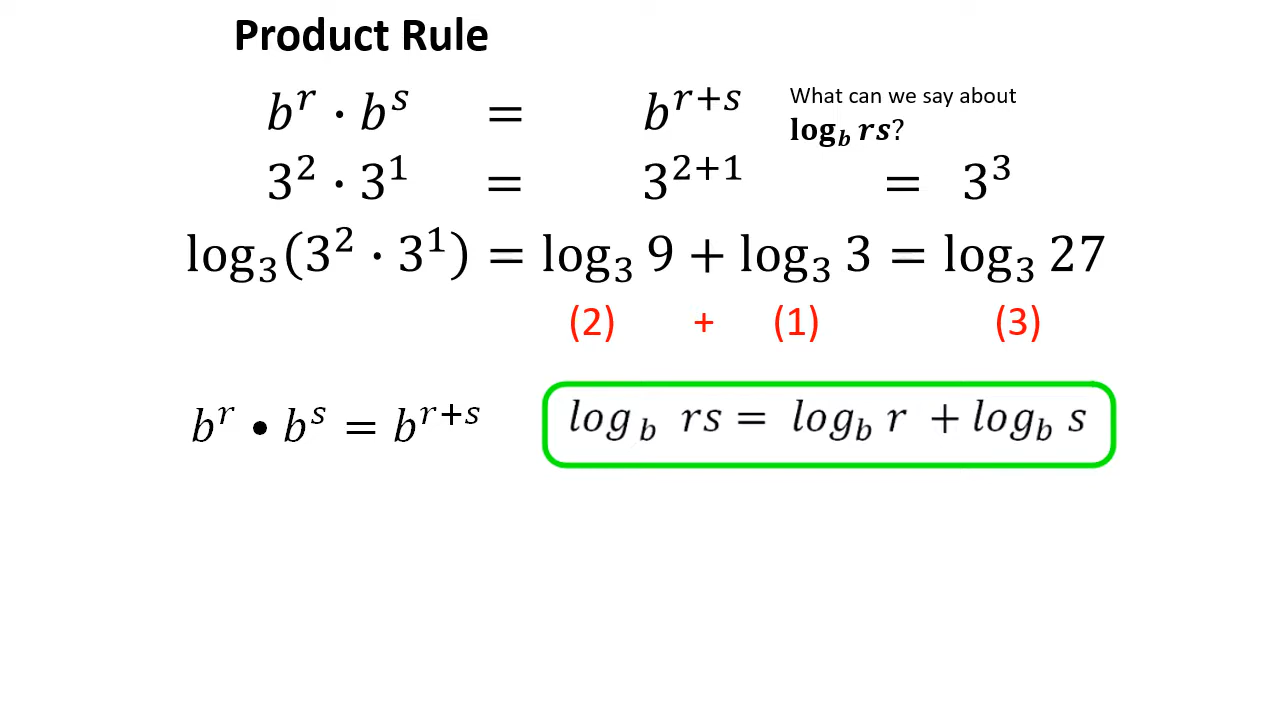 Product Rule
b^r · b^s = b^{r+s} What can we say about
log_b rs?
3^2 · 3^1 = 3^{2+1} = 3^3
log_3(3^2 · 3^1) = log_3 9 + log_3 3 = log_3 27
(2) + (1) (3)
b^r • b^s = b^{r+s} log_b rs = log_b r + log_b s